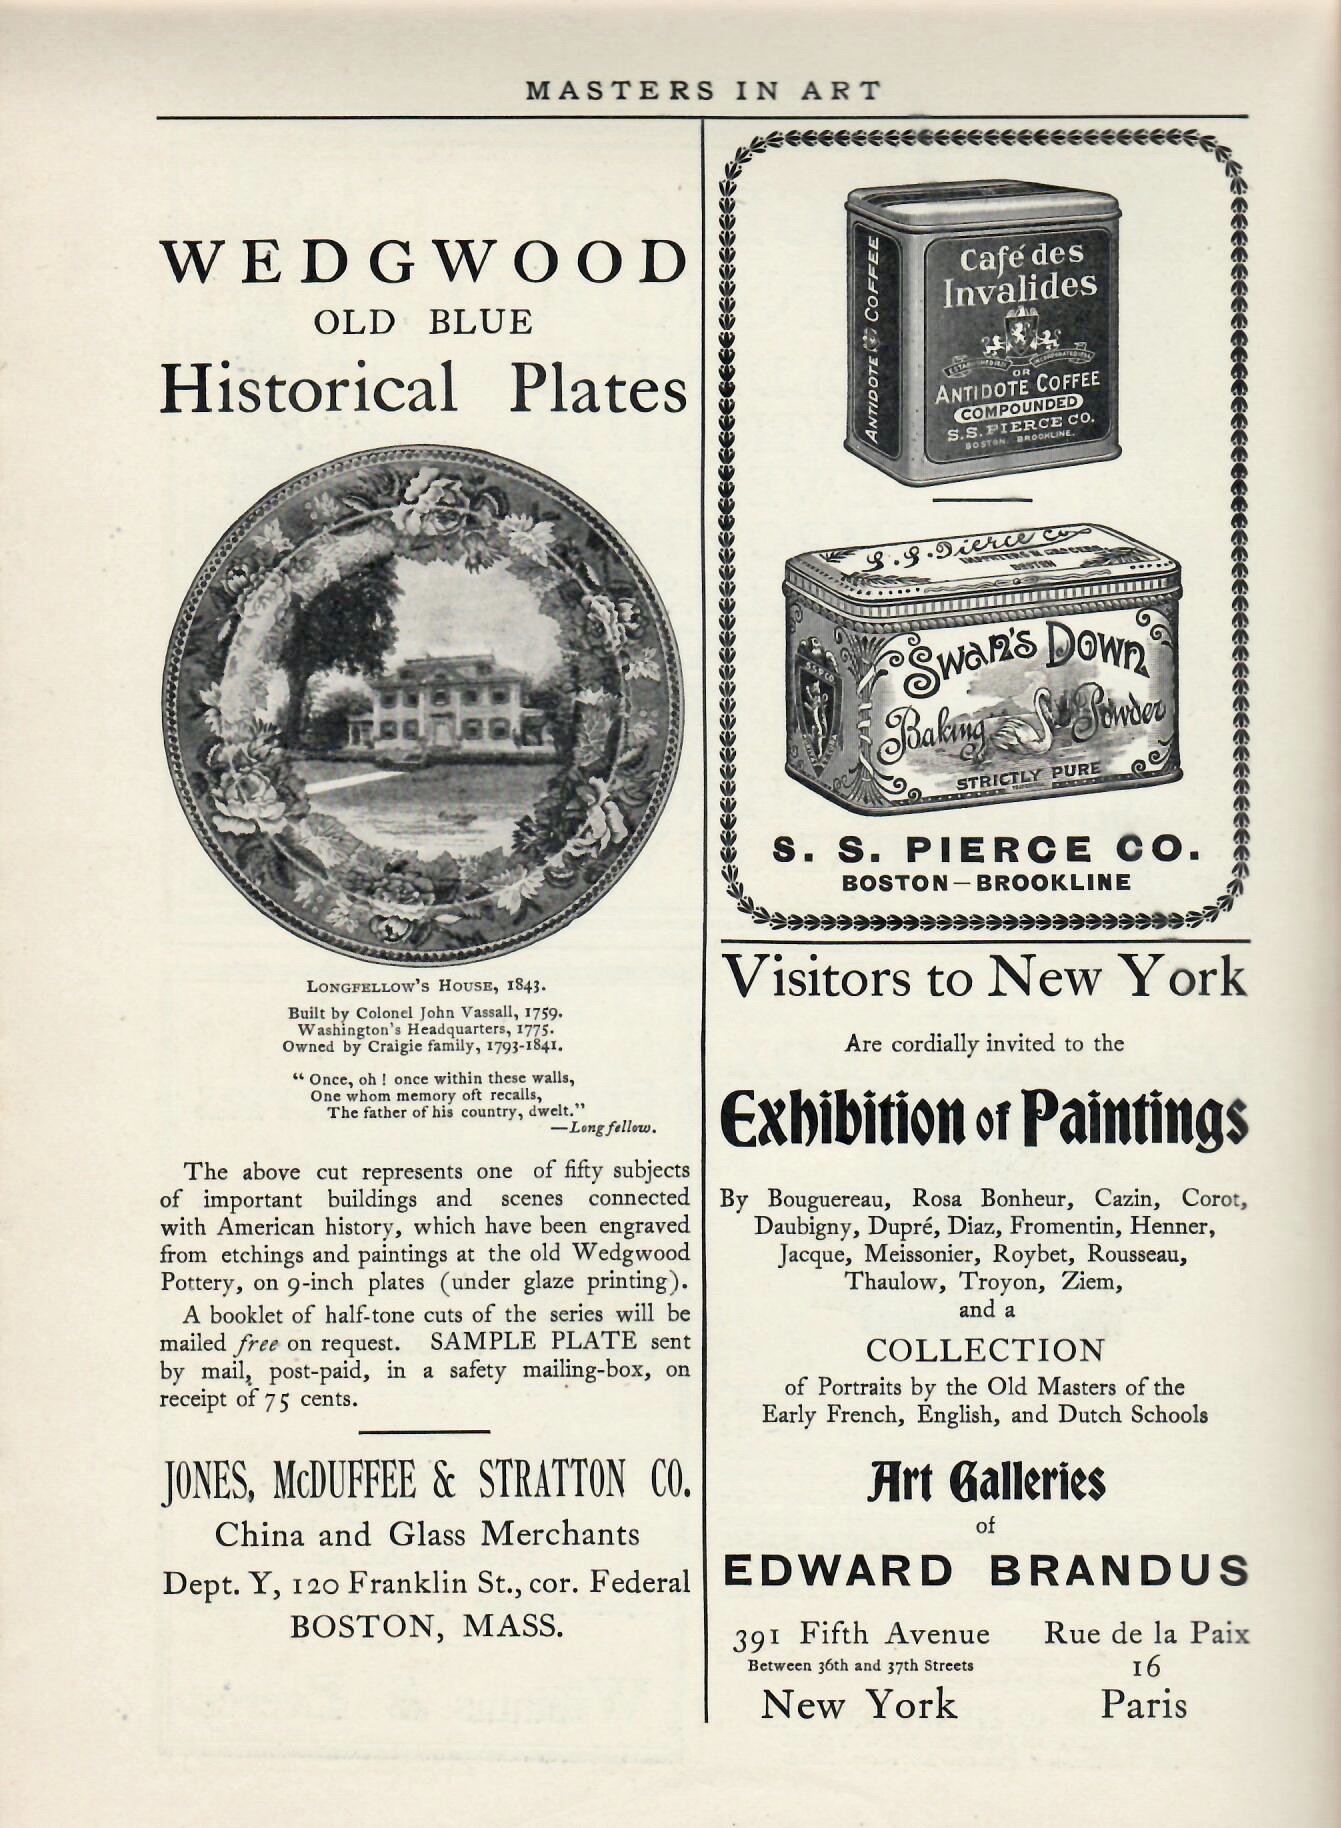 MASTERS IN ART
WEDGWOOD
OLD BLUE
Historical Plates
LONGFELLOW'S HOUSE, 1843.
Built by Colonel John Vassall, 1759.
Washington's Headquarters, 1775.
Owned by Craigie family, 1793-1841.
“ Once, oh ! once within these walls,
One whom memory oft recalls,
The father of his country, dwelt.”
—Longfellow.
The above cut represents one of fifty subjects
of important buildings and scenes connected
with American history, which have been engraved
from etchings and paintings at the old Wedgwood
Pottery, on 9-inch plates (under glaze printing).
A booklet of half-tone cuts of the series will be
mailed free on request. SAMPLE PLATE sent
by mail, post-paid, in a safety mailing-box, on
receipt of 75 cents.
JONES, McDUFFEE & STRATTON CO.
China and Glass Merchants
Dept. Y, 120 Franklin St., cor. Federal
BOSTON, MASS.
ANTIDOTE COFFEE
Café des
Invalides
ESTABLISHED 1831 INCORPORATED 1894
OR
ANTIDOTE COFFEE
COMPOUNDED
S.S. PIERCE CO.
BOSTON. BROOKLINE.
S. S. Pierce Co
IMPORTERS & GROCERS
BOSTON
S.S.P.CO.
Swan's Down
Baking Powder
STRICTLY PURE
S. S. PIERCE CO.
BOSTON—BROOKLINE
Visitors to New York
Are cordially invited to the
Exhibition of Paintings
By Bouguereau, Rosa Bonheur, Cazin, Corot,
Daubigny, Dupré, Diaz, Fromentin, Henner,
Jacque, Meissonier, Roybet, Rousseau,
Thaulow, Troyon, Ziem,
and a
COLLECTION
of Portraits by the Old Masters of the
Early French, English, and Dutch Schools
Art Galleries
of
EDWARD BRANDUS
391 Fifth Avenue
Between 36th and 37th Streets
New York
Rue de la Paix
16
Paris